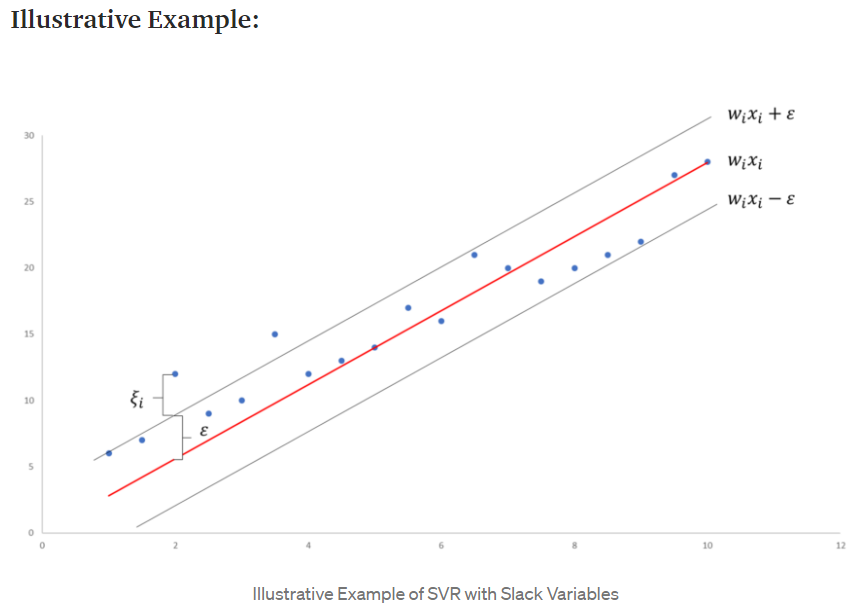 Illustrative Example:
wᵢxᵢ + ε
30
wᵢxᵢ
25
wᵢxᵢ − ε
20
15
10
ξᵢ
ε
5
0
0 2 4 6 8 10 12
Illustrative Example of SVR with Slack Variables